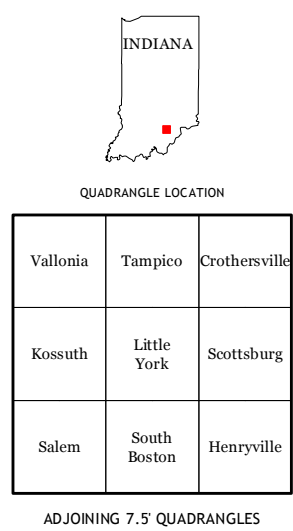 INDIANA
QUADRANGLE LOCATION
Vallonia
Tampico
Crothersville
Kossuth
Little
York
Scottsburg
Salem
South
Boston
Henryville
ADJOINING 7.5' QUADRANGLES